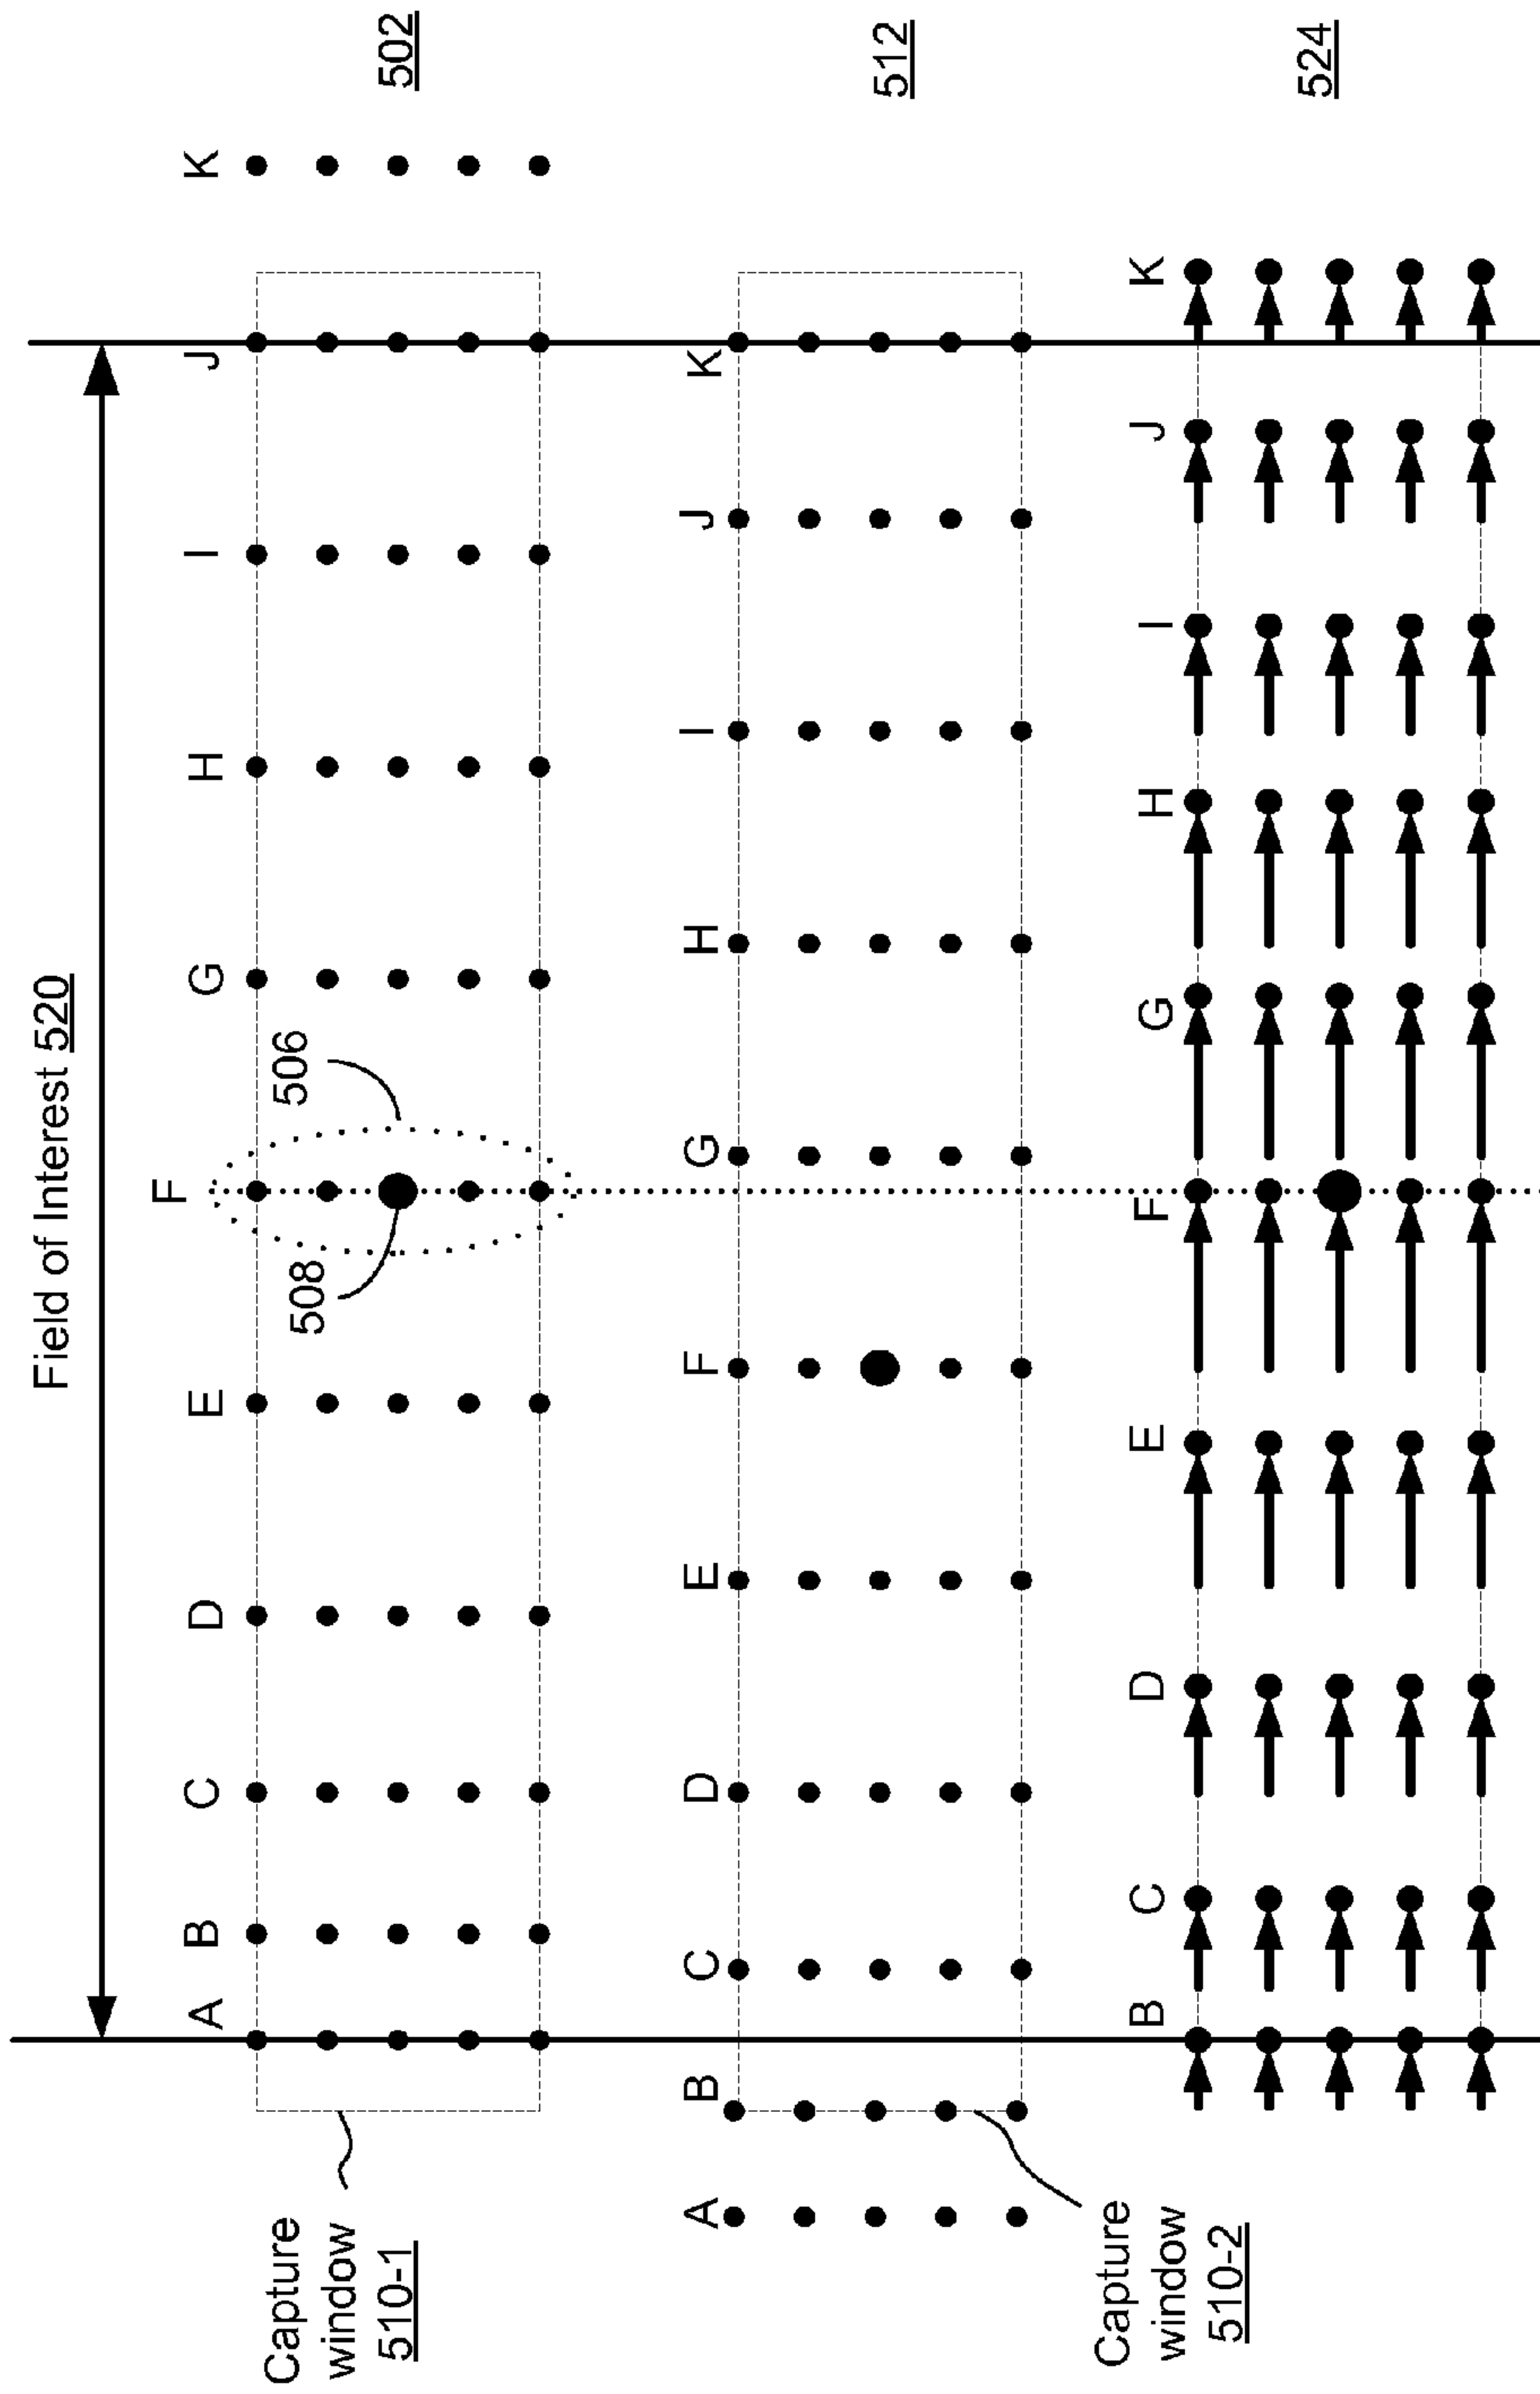 Field of Interest 520
A
B
C
D
E
F
G
H
I
J
K
508
506
502
Capture
window
510-1
A
B
C
D
E
F
G
H
I
J
K
512
Capture
window
510-2
B
C
D
E
F
G
H
I
J
K
524